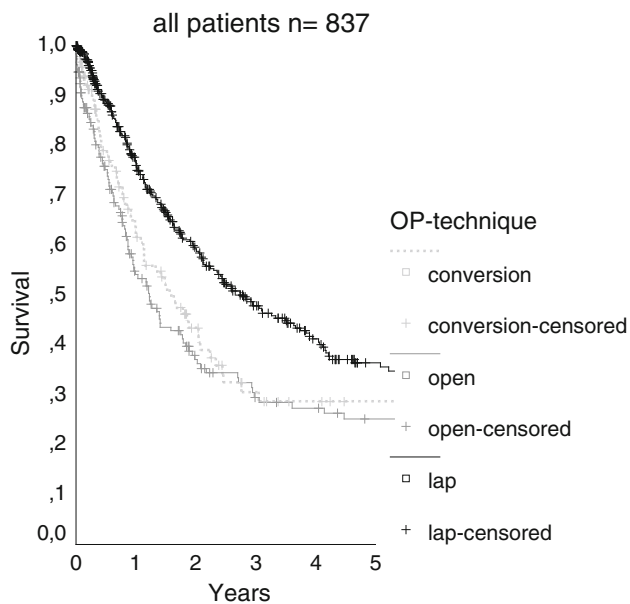 all patients n= 837
1,0
,9
,8
,7
,6
,5
,4
,3
,2
,1
0,0
Survival
0 1 2 3 4 5
Years
OP-technique
conversion
conversion-censored
open
open-censored
lap
lap-censored